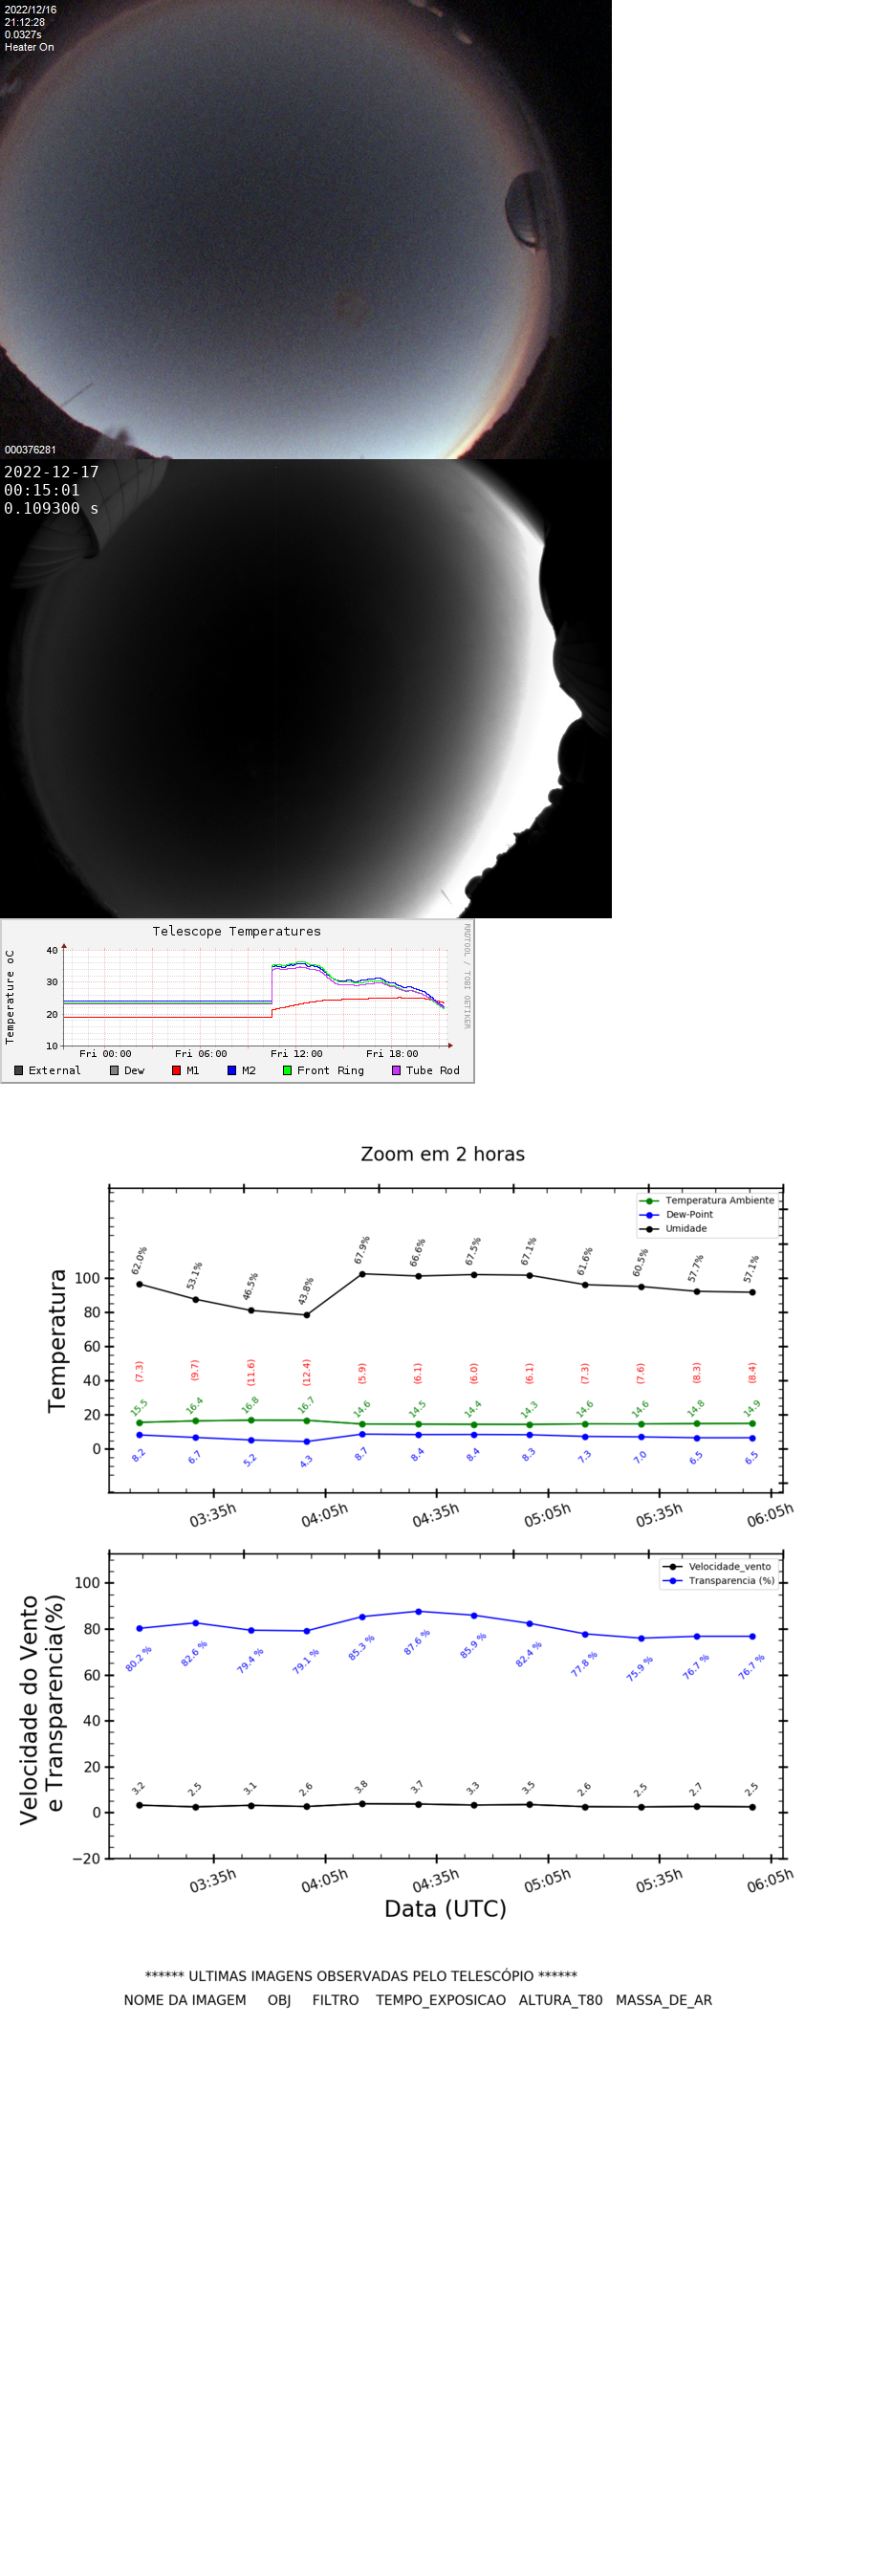 2022/12/16
21:12:28
0.0327s
Heater On
000376281
2022-12-17
00:15:01
0.109300 s
Telescope Temperatures
RRDTOOL / TOBI OETIKER
Temperature oC
40
30
20
10
Fri 00:00 Fri 06:00 Fri 12:00 Fri 18:00
External Dew M1 M2 Front Ring Tube Rod
Zoom em 2 horas
Temperatura Ambiente
Dew-Point
Umidade
Temperatura
100
80
60
40
20
0
62.0% 53.1% 46.5% 43.8% 67.9% 66.6% 67.5% 67.1% 61.6% 60.5% 57.7% 57.1%
(7.3) (9.7) (11.6) (12.4) (5.9) (6.1) (6.0) (6.1) (7.3) (7.6) (8.3) (8.4)
15.5 16.4 16.8 16.7 14.6 14.5 14.4 14.3 14.6 14.6 14.8 14.9
8.2 6.7 5.2 4.3 8.7 8.4 8.4 8.3 7.3 7.0 6.5 6.5
03:35h 04:05h 04:35h 05:05h 05:35h 06:05h
Velocidade_vento
Transparencia (%)
Velocidade do Vento
e Transparencia(%)
100
80
60
40
20
0
−20
80.2 % 82.6 % 79.4 % 79.1 % 85.3 % 87.6 % 85.9 % 82.4 % 77.8 % 75.9 % 76.7 % 76.7 %
3.2 2.5 3.1 2.6 3.8 3.7 3.3 3.5 2.6 2.5 2.7 2.5
03:35h 04:05h 04:35h 05:05h 05:35h 06:05h
Data (UTC)
****** ULTIMAS IMAGENS OBSERVADAS PELO TELESCÓPIO ******
NOME DA IMAGEM OBJ FILTRO TEMPO_EXPOSICAO ALTURA_T80 MASSA_DE_AR